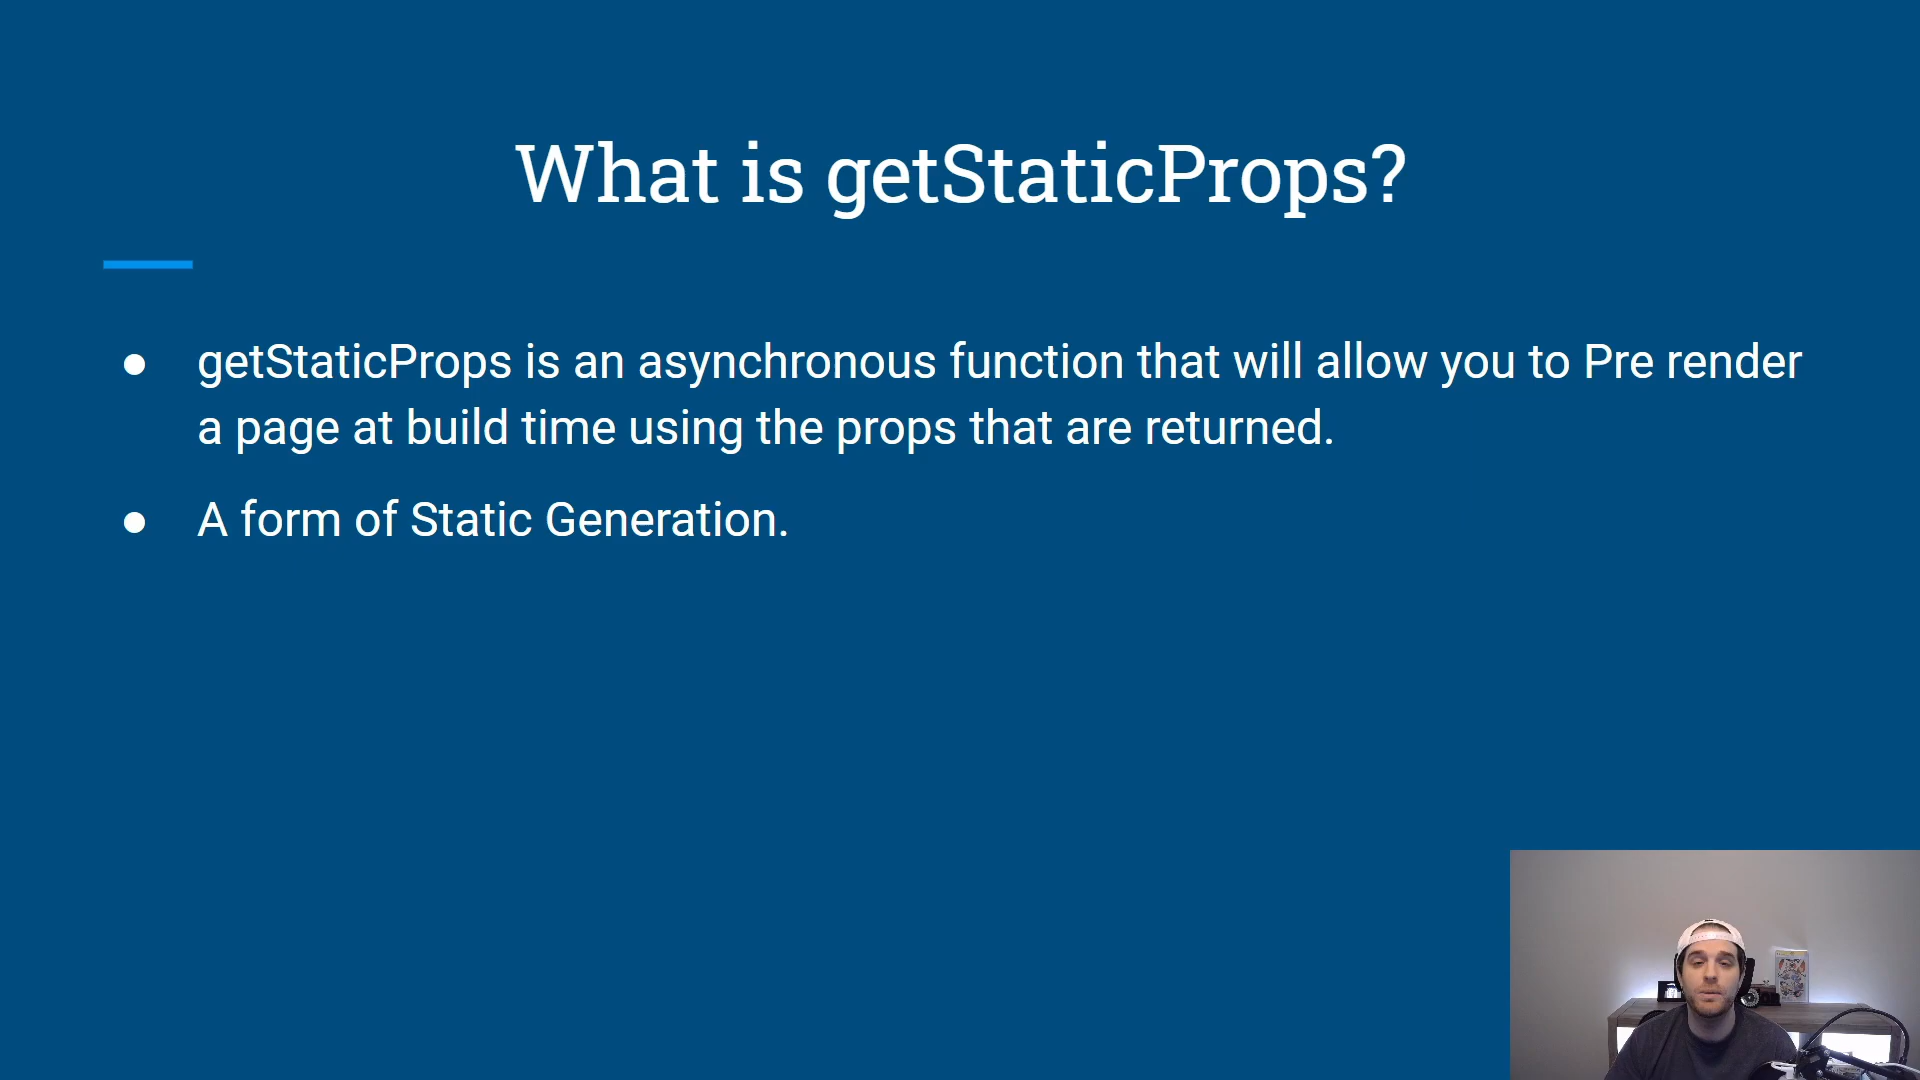 What is getStaticProps?
● getStaticProps is an asynchronous function that will allow you to Pre render
a page at build time using the props that are returned.
● A form of Static Generation.